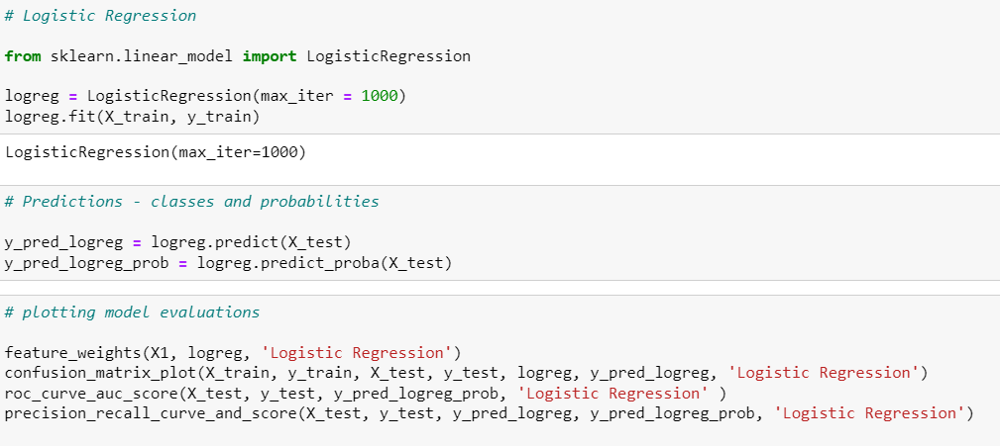 # Logistic Regression
from sklearn.linear_model import LogisticRegression
logreg = LogisticRegression(max_iter = 1000)
logreg.fit(X_train, y_train)
LogisticRegression(max_iter=1000)
# Predictions - classes and probabilities
y_pred_logreg = logreg.predict(X_test)
y_pred_logreg_prob = logreg.predict_proba(X_test)
# plotting model evaluations
feature_weights(X1, logreg, 'Logistic Regression')
confusion_matrix_plot(X_train, y_train, X_test, y_test, logreg, y_pred_logreg, 'Logistic Regression')
roc_curve_auc_score(X_test, y_test, y_pred_logreg_prob, 'Logistic Regression' )
precision_recall_curve_and_score(X_test, y_test, y_pred_logreg, y_pred_logreg_prob, 'Logistic Regression')